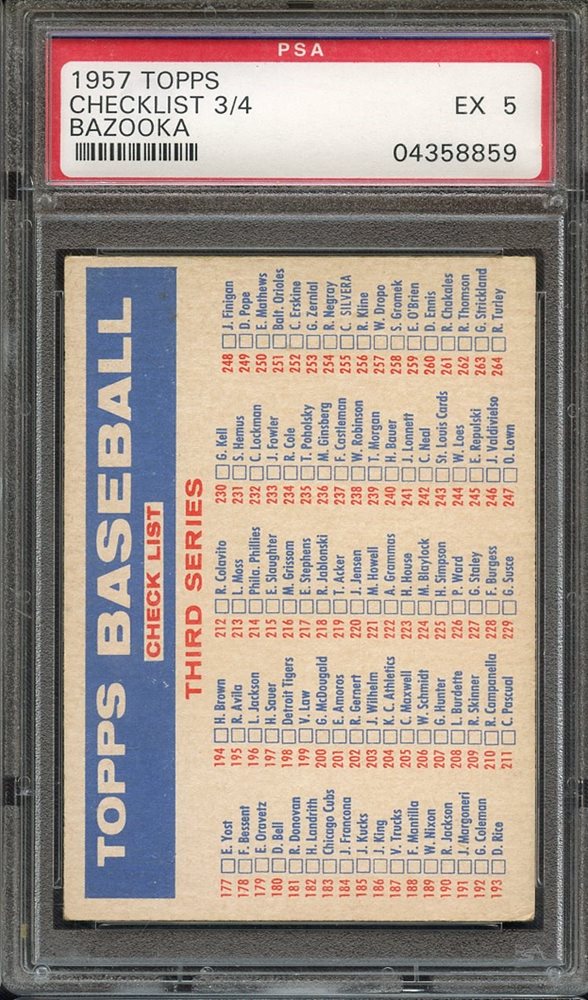 PSA
1957 TOPPS
CHECKLIST 3/4
EX 5
BAZOOKA
04358859
TOPPS BASEBALL
CHECK LIST
THIRD SERIES
177 E. Yost
178 F. Bessent
179 E. Oravetz
180 D. Bell
181 R. Donovan
182 H. Landrith
183 Chicago Cubs
184 J. Francona
185 J. Kucks
186 J. King
187 V. Trucks
188 F. Mantilla
189 W. Nixon
190 R. Jackson
191 J. Margoneri
192 G. Coleman
193 D. Rice
194 H. Brown
195 R. Avila
196 L. Jackson
197 H. Sauer
198 Detroit Tigers
199 V. Law
200 G. McDougald
201 E. Amoros
202 R. Gernert
203 J. Wilhelm
204 K.C. Athletics
205 C. Maxwell
206 W. Schmidt
207 G. Hunter
208 L. Burdette
209 R. Skinner
210 R. Campanella
211 C. Pascual
212 R. Colavito
213 L. Moss
214 Phila. Phillies
215 E. Slaughter
216 M. Grissom
217 E. Stephens
218 R. Jablonski
219 T. Acker
220 J. Jensen
221 M. Howell
222 A. Grammas
223 H. House
224 M. Blaylock
225 H. Simpson
226 P. Ward
227 G. Staley
228 F. Burgess
229 G. Susce
230 G. Kell
231 S. Hemus
232 C. Lockman
233 J. Fowler
234 R. Cole
235 T. Poholsky
236 M. Ginsberg
237 F. Castleman
238 W. Robinson
239 T. Morgan
240 H. Bauer
241 J. Lonnett
242 C. Neal
243 St. Louis Cards
244 W. Loes
245 E. Repulski
246 J. Valdivielso
247 O. Lown
248 J. Finigan
249 D. Pope
250 E. Mathews
251 Balt. Orioles
252 C. Erskine
253 G. Zernial
254 R. Negray
255 C. SILVERA
256 R. Kline
257 W. Dropo
258 S. Gromek
259 E. O'Brien
260 D. Ennis
261 R. Chakales
262 R. Thomson
263 G. Strickland
264 R. Turley